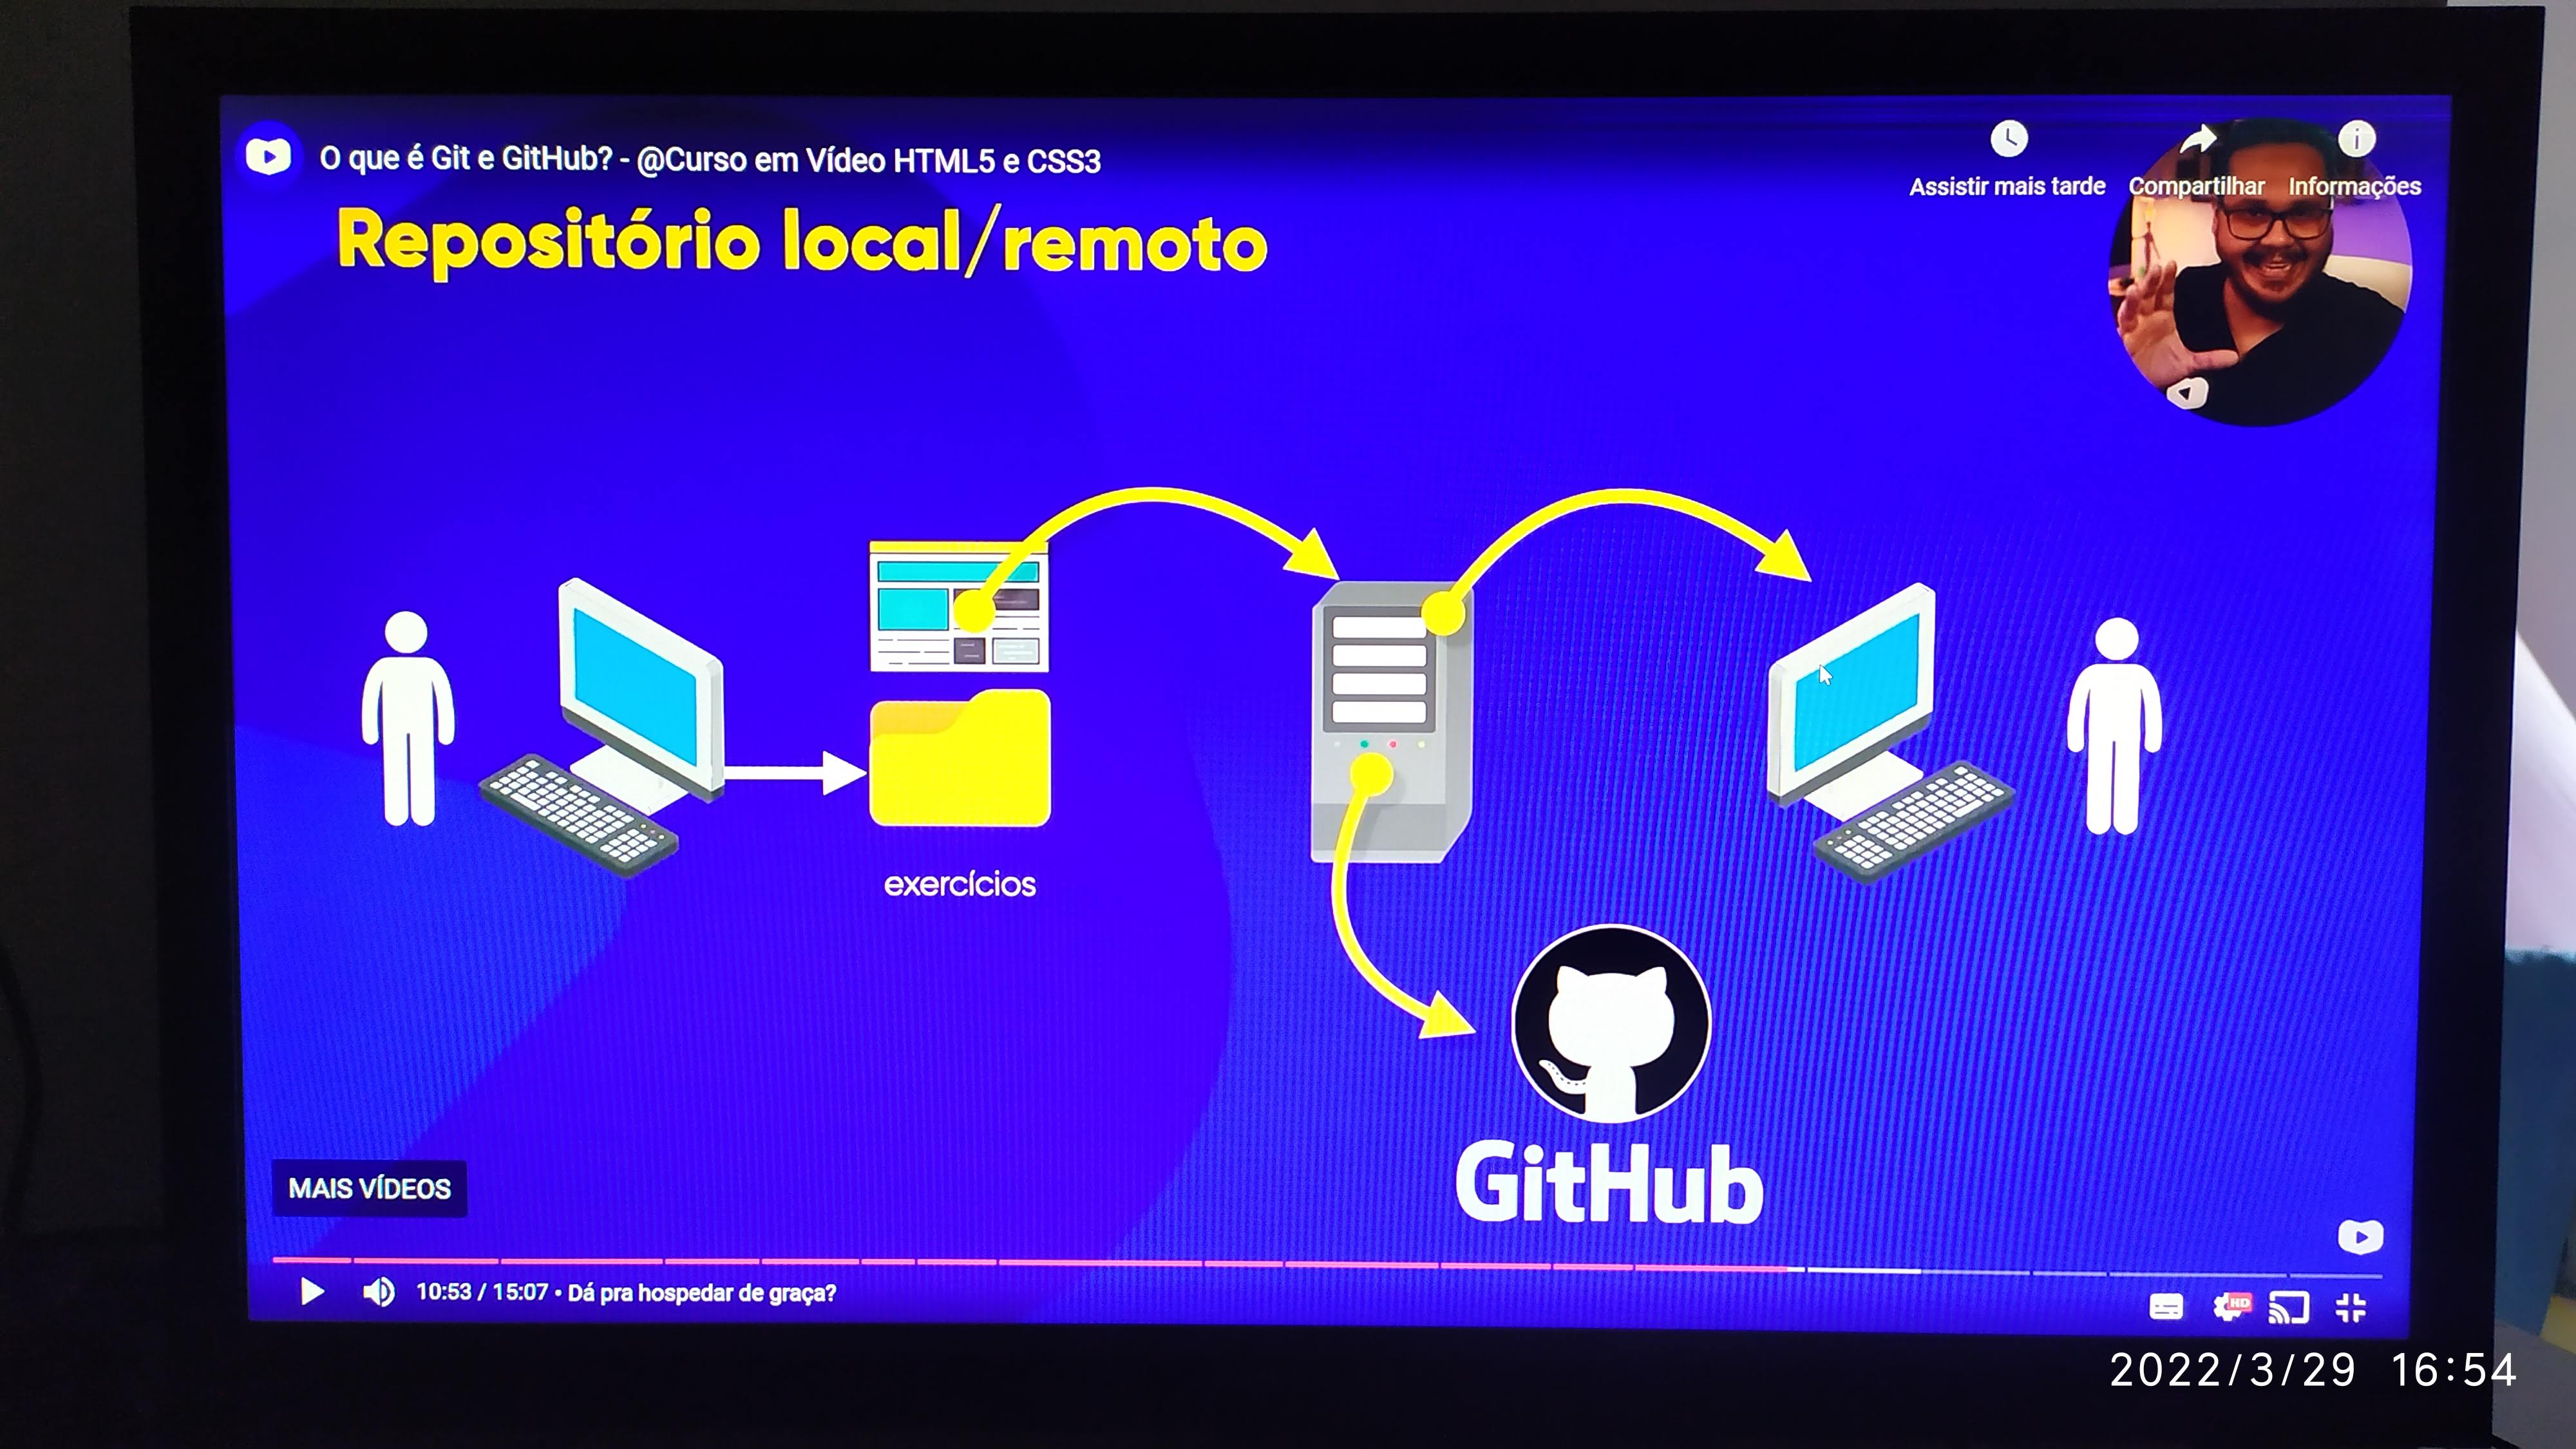 O que é Git e GitHub? - @Curso em Vídeo HTML5 e CSS3
Assistir mais tarde
Compartilhar
Informações
Repositório local/remoto
exercícios
GitHub
MAIS VÍDEOS
10:53 / 15:07 • Dá pra hospedar de graça?
HD
2022/3/29 16:54